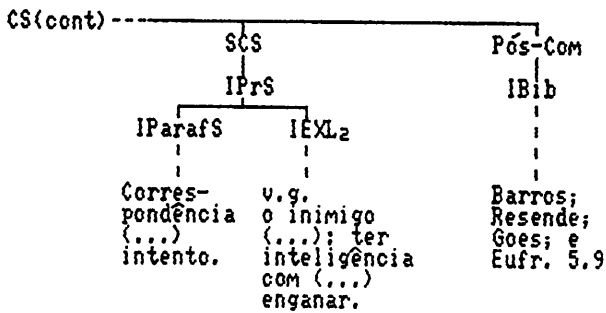 CS(cont)
SCS Pós-Com
IPrS IBib
IParafS IEXL2
Corres- v.g. Barros;
pondência o inimigo Resende;
(...) (...); ter Goes; e
intento. inteligência Eufr. 5.9
com (...)
enganar.